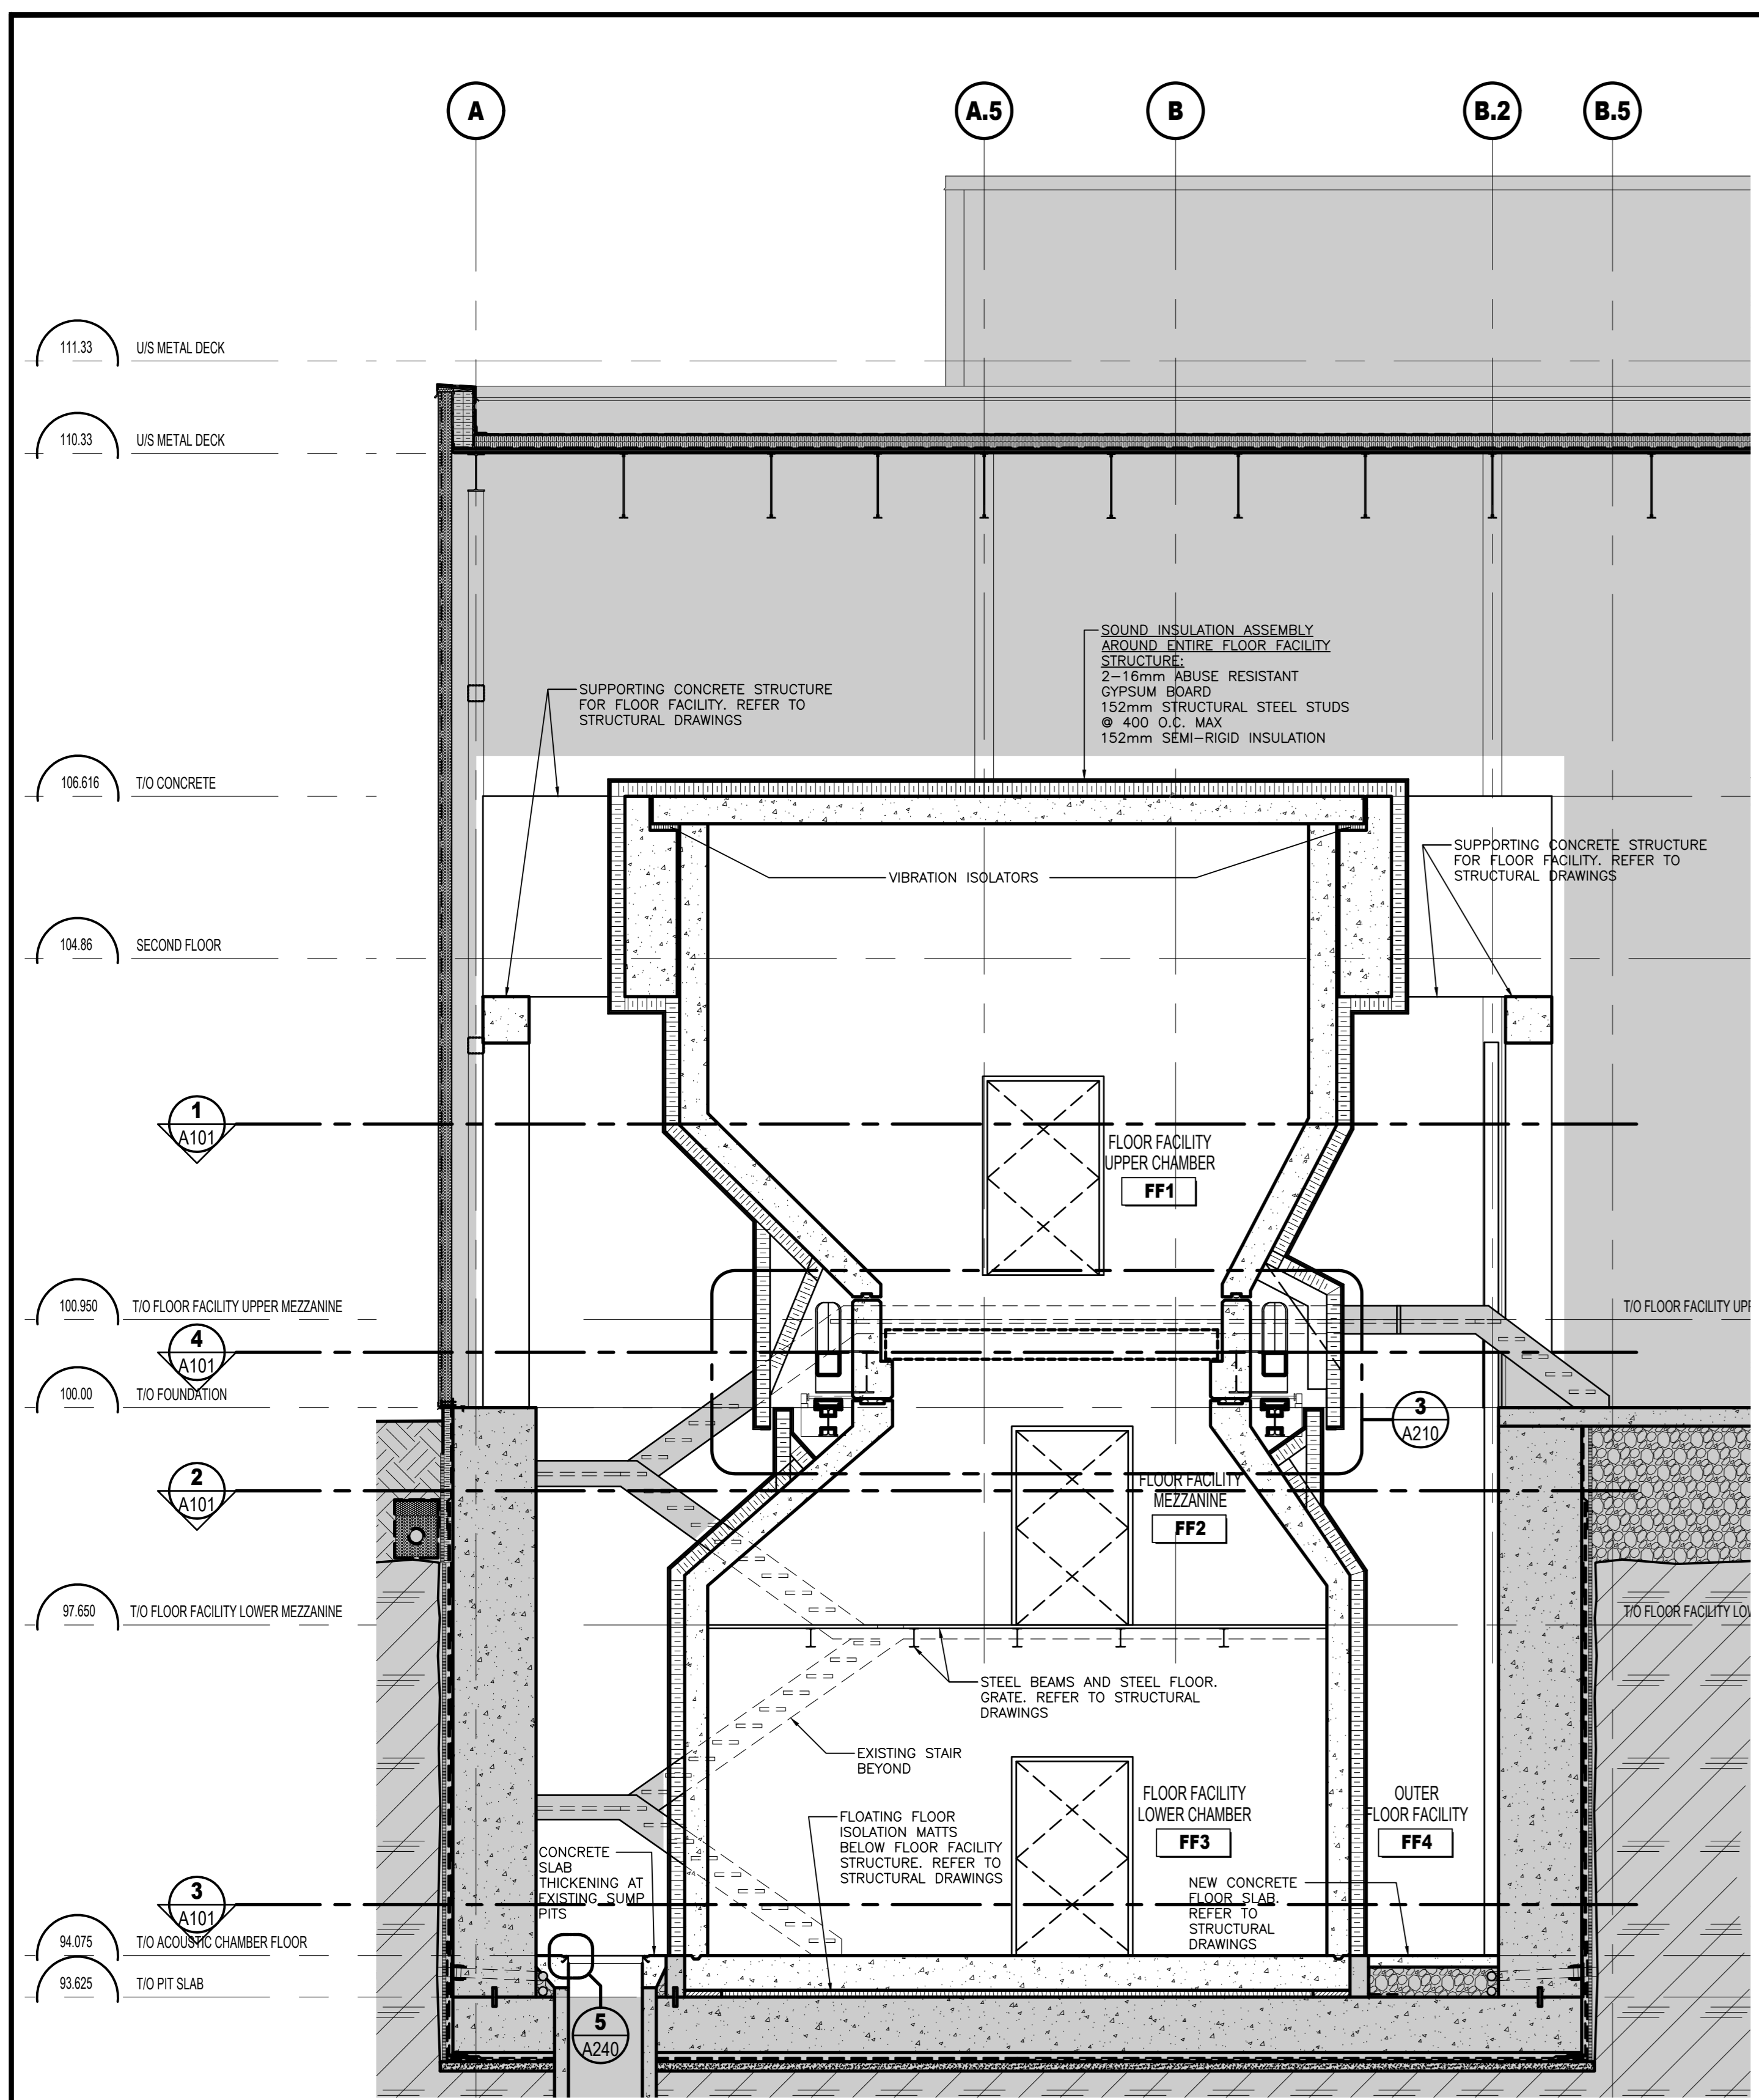 A
A.5
B
B.2
B.5
111.33
U/S METAL DECK
110.33
U/S METAL DECK
SOUND INSULATION ASSEMBLY
AROUND ENTIRE FLOOR FACILITY
STRUCTURE:
2-16mm ABUSE RESISTANT
GYPSUM BOARD
152mm STRUCTURAL STEEL STUDS
@ 400 O.C. MAX
152mm SEMI-RIGID INSULATION
SUPPORTING CONCRETE STRUCTURE
FOR FLOOR FACILITY. REFER TO
STRUCTURAL DRAWINGS
106.616
T/O CONCRETE
SUPPORTING CONCRETE STRUCTURE
FOR FLOOR FACILITY. REFER TO
STRUCTURAL DRAWINGS
VIBRATION ISOLATORS
104.86
SECOND FLOOR
1
A101
FLOOR FACILITY
UPPER CHAMBER
FF1
100.950
T/O FLOOR FACILITY UPPER MEZZANINE
T/O FLOOR FACILITY UPP
4
A101
100.00
T/O FOUNDATION
3
A210
2
A101
FLOOR FACILITY
MEZZANINE
FF2
97.650
T/O FLOOR FACILITY LOWER MEZZANINE
T/O FLOOR FACILITY LOW
STEEL BEAMS AND STEEL FLOOR.
GRATE. REFER TO STRUCTURAL
DRAWINGS
EXISTING STAIR
BEYOND
FLOOR FACILITY
LOWER CHAMBER
FF3
OUTER
FLOOR FACILITY
FF4
FLOATING FLOOR
ISOLATION MATTS
BELOW FLOOR FACILITY
STRUCTURE. REFER TO
STRUCTURAL DRAWINGS
CONCRETE
SLAB
THICKENING AT
EXISTING SUMP
PITS
NEW CONCRETE
FLOOR SLAB.
REFER TO
STRUCTURAL
DRAWINGS
3
A101
94.075
T/O ACOUSTIC CHAMBER FLOOR
93.625
T/O PIT SLAB
5
A240